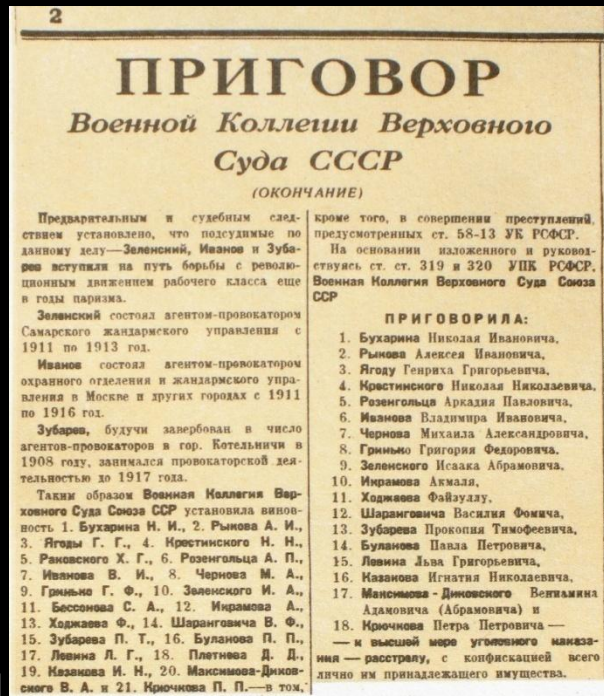 2
ПРИГОВОР
Военной Коллегии Верховного
Суда СССР
(ОКОНЧАНИЕ)
Предварительным и судебным след-
ствием установлено, что подсудимые по
данному делу—Зеленский, Иванов и Зуба-
рев вступили на путь борьбы с револю-
ционным движением рабочего класса еще
в годы царизма.
Зеленский состоял агентом-провокатором
Самарского жандармского управления с
1911 по 1913 год.
Иванов состоял агентом-провокатором
охранного отделения и жандармского упра-
вления в Москве и других городах с 1911
по 1916 год.
Зубарев, будучи завербован в число
агентов-провокаторов в гор. Котельничи в
1908 году, занимался провокаторской дея-
тельностью до 1917 года.
Таким образом Военная Коллегия Вер-
ховного Суда Союза ССР установила винов-
ность 1. Бухарина Н. И., 2. Рыкова А. И.,
3. Ягоды Г. Г., 4. Крестинского Н. Н.,
5. Раковского Х. Г., 6. Розенгольца А. П.,
7. Иванова В. И., 8. Чернова М. А.,
9. Гринько Г. Ф., 10. Зеленского И. А.,
11. Бессонова С. А., 12. Икрамова А.,
13. Ходжаева Ф., 14. Шаранговича В. Ф.,
15. Зубарева П. Т., 16. Буланова П. П.,
17. Левина Л. Г., 18. Плетнева Д. Д.,
19. Казакова И. Н., 20. Максимова-Диков-
ского В. А. и 21. Крючкова П. П.—в том,
кроме того, в совершении преступлений,
предусмотренных ст. 58-13 УК РСФСР.
На основании изложенного и руковод-
ствуясь ст. ст. 319 и 320 УПК РСФСР,
Военная Коллегия Верховного Суда Союза
ССР
ПРИГОВОРИЛА:
1. Бухарина Николая Ивановича,
2. Рыкова Алексея Ивановича,
3. Ягоду Генриха Григорьевича,
4. Крестинского Николая Николаевича,
5. Розенгольца Аркадия Павловича,
6. Иванова Владимира Ивановича,
7. Чернова Михаила Александровича,
8. Гринько Григория Федоровича,
9. Зеленского Исаака Абрамовича,
10. Икрамова Акмаля,
11. Ходжаева Файзуллу,
12. Шаранговича Василия Фомича,
13. Зубарева Прокопия Тимофеевича,
14. Буланова Павла Петровича,
15. Левина Льва Григорьевича,
16. Казакова Игнатия Николаевича,
17. Максимова-Диковского Вениамина
Адамовича (Абрамовича) и
18. Крючкова Петра Петровича —
— к высшей мере уголовного наказа-
ния — расстрелу, с конфискацией всего
лично им принадлежащего имущества.